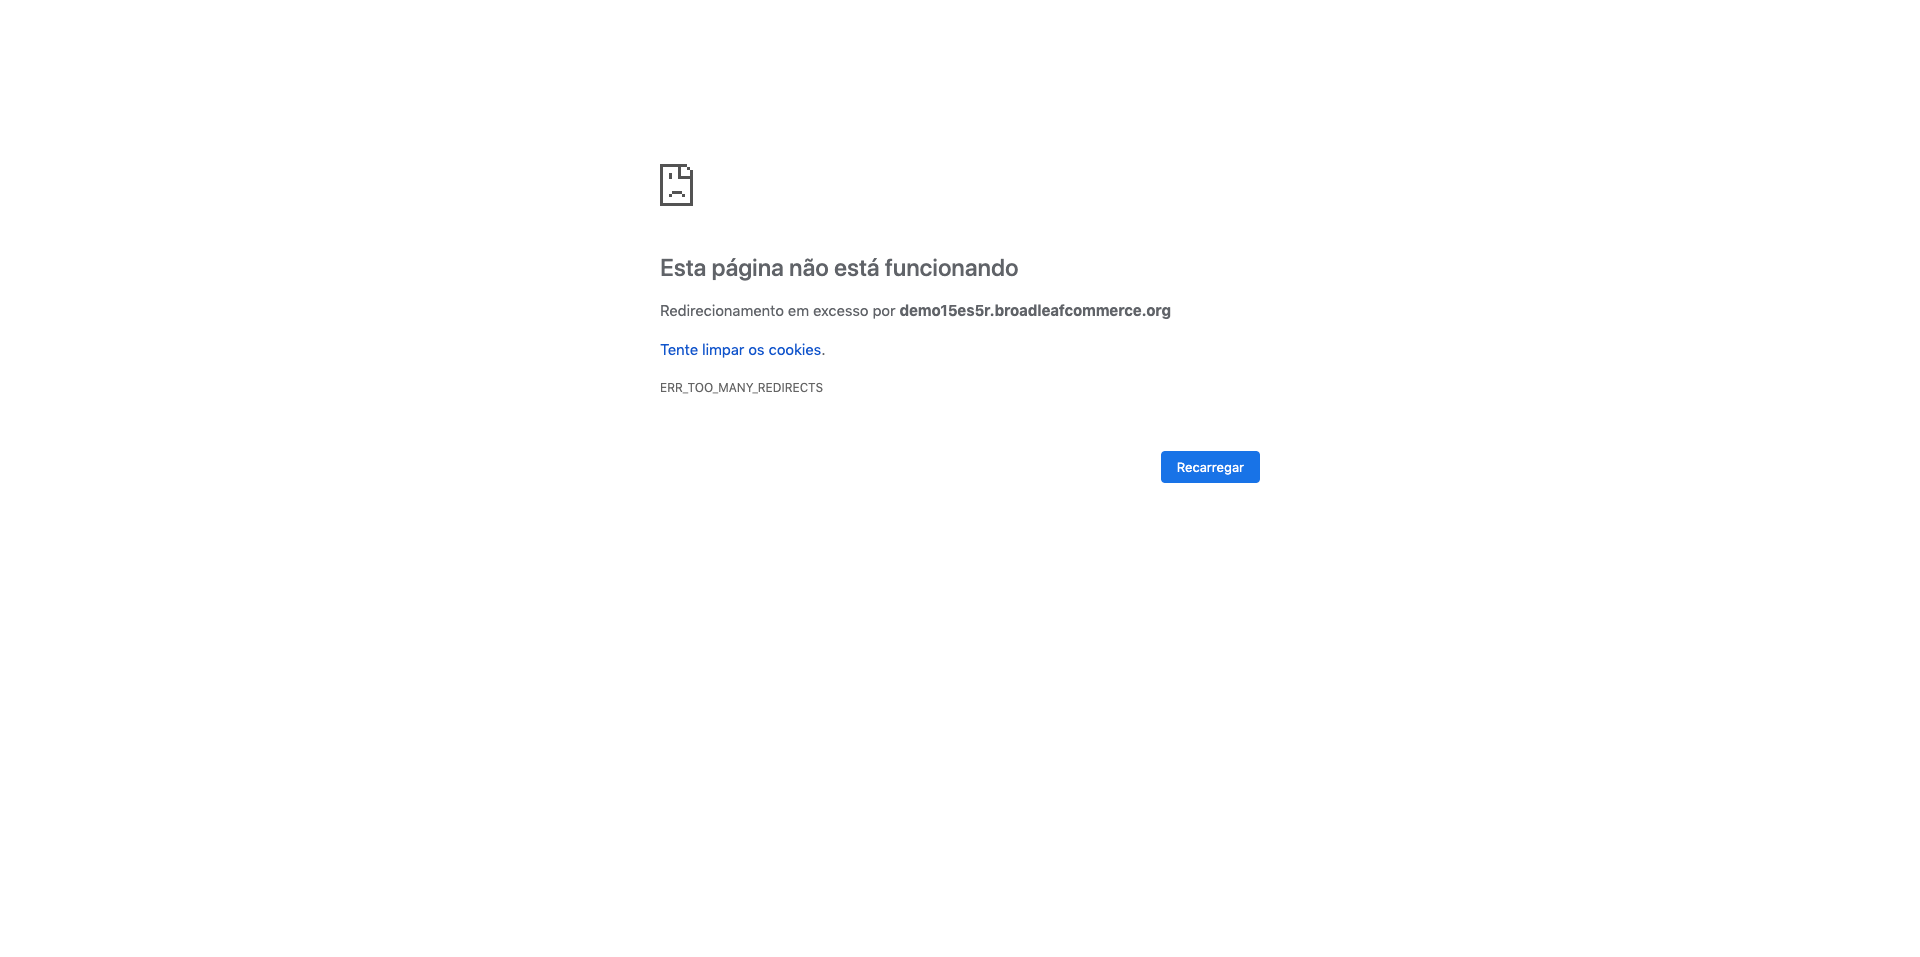 Esta página não está funcionando
Redirecionamento em excesso por demo15es5r.broadleafcommerce.org
Tente limpar os cookies.
ERR_TOO_MANY_REDIRECTS
Recarregar